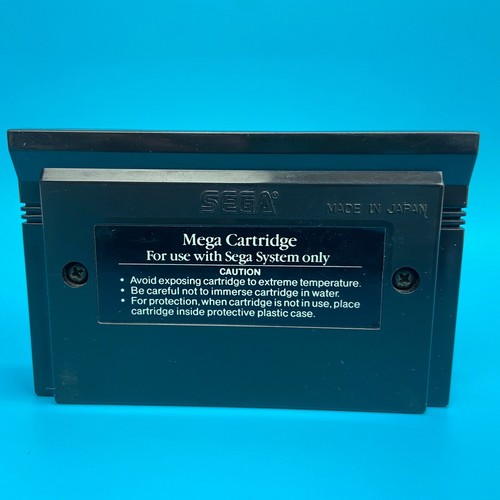 SEGA® MADE IN JAPAN
Mega Cartridge
For use with Sega System only
CAUTION
• Avoid exposing cartridge to extreme temperature.
• Be careful not to immerse cartridge in water.
• For protection, when cartridge is not in use, place
cartridge inside protective plastic case.